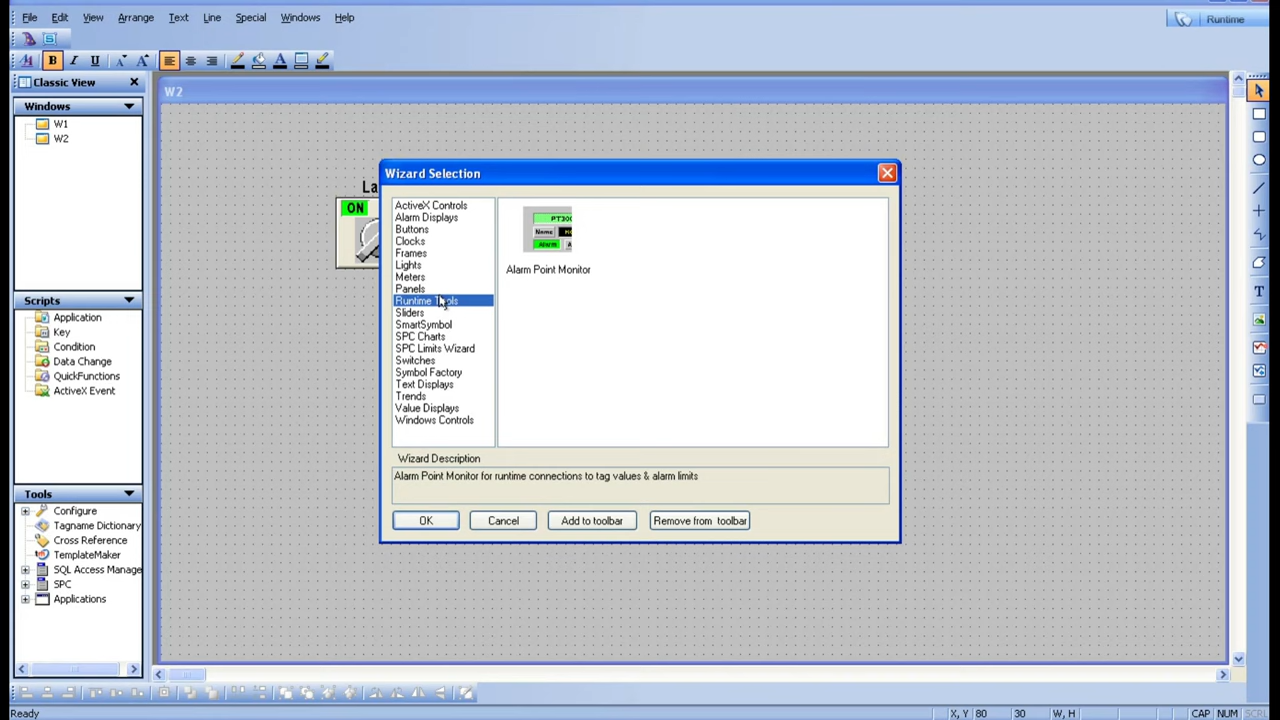 File Edit View Arrange Text Line Special Windows Help
Runtime
B I U A A A
Classic View
W2
Windows
W1
W2
Scripts
Application
Key
Condition
Data Change
QuickFunctions
ActiveX Event
Tools
Configure
Tagname Dictionary
Cross Reference
TemplateMaker
SQL Access Manage
SPC
Applications
La
ON
Wizard Selection
ActiveX Controls
Alarm Displays
Buttons
Clocks
Frames
Lights
Meters
Panels
Runtime Tools
Sliders
SmartSymbol
SPC Charts
SPC Limits Wizard
Switches
Symbol Factory
Text Displays
Trends
Value Displays
Windows Controls
Name
Alarm A
Alarm Point Monitor
Wizard Description
Alarm Point Monitor for runtime connections to tag values & alarm limits
OK Cancel Add to toolbar Remove from toolbar
T
Ready X, Y 80 30 W, H CAP NUM